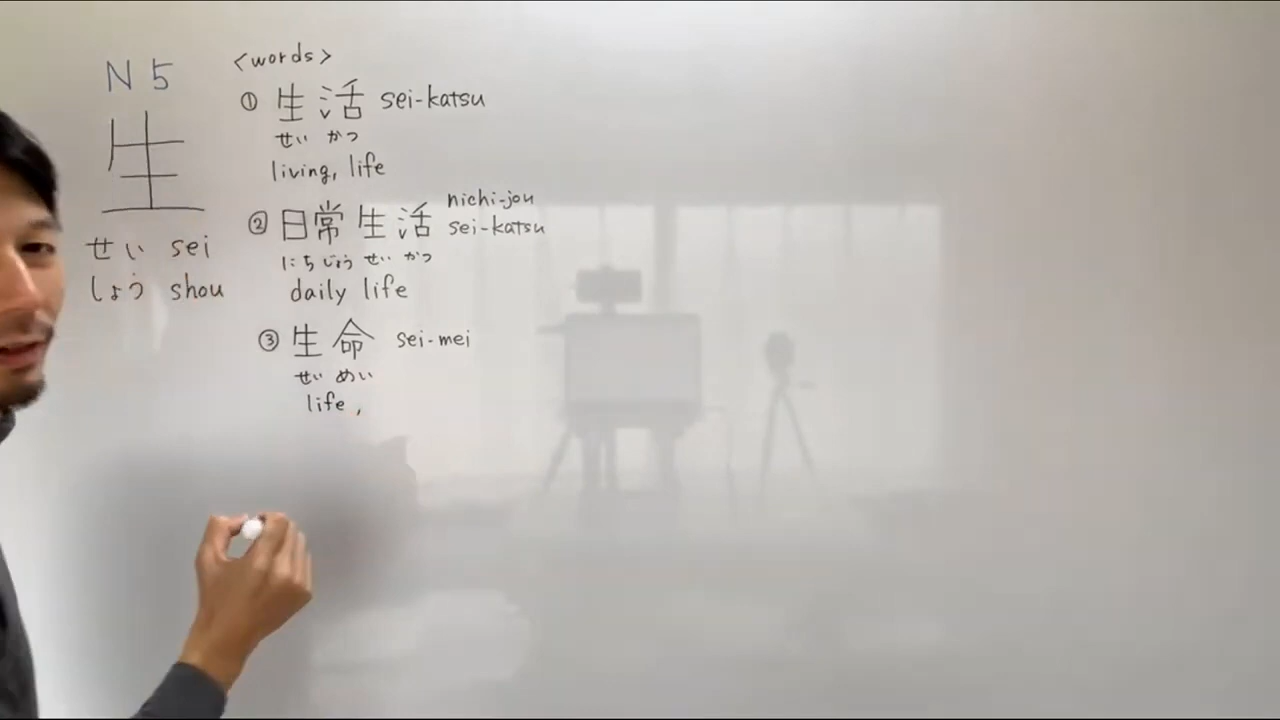 N5
生
せい sei
しょう shou
<words>
① 生活 sei-katsu
せい かつ
living, life
② 日常生活 nichi-jou
sei-katsu
にちじょう せい かつ
daily life
③ 生命 sei-mei
せい めい
life,